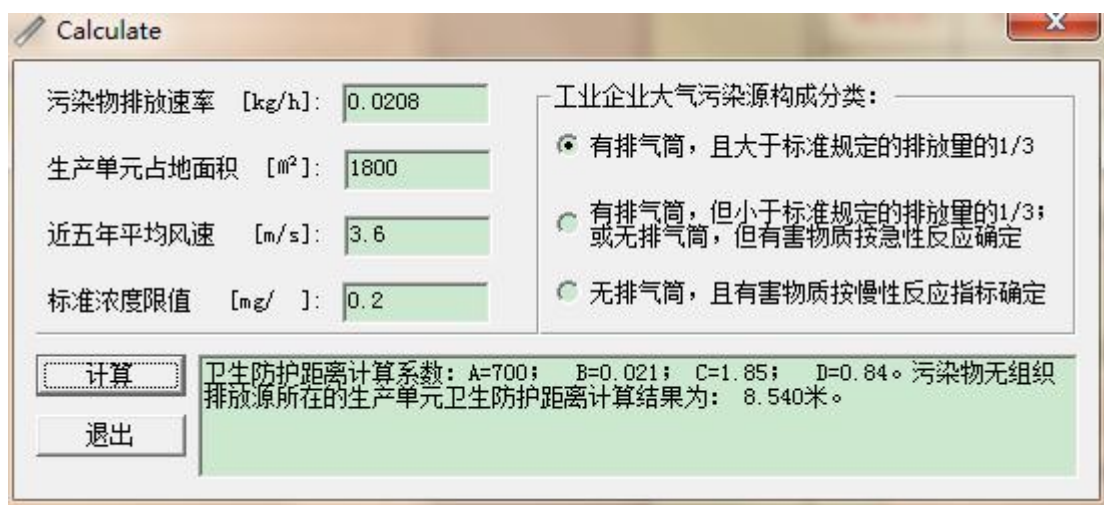 Calculate
污染物排放速率 [kg/h]: 0.0208
生产单元占地面积 [m²]: 1800
近五年平均风速 [m/s]: 3.6
标准浓度限值 [mg/ ]: 0.2
工业企业大气污染源构成分类:
有排气筒，且大于标准规定的排放量的1/3
有排气筒，但小于标准规定的排放量的1/3；
或无排气筒，但有害物质按急性反应确定
无排气筒，且有害物质按慢性反应指标确定
计算
退出
卫生防护距离计算系数: A=700； B=0.021； C=1.85； D=0.84。污染物无组织
排放源所在的生产单元卫生防护距离计算结果为: 8.540米。